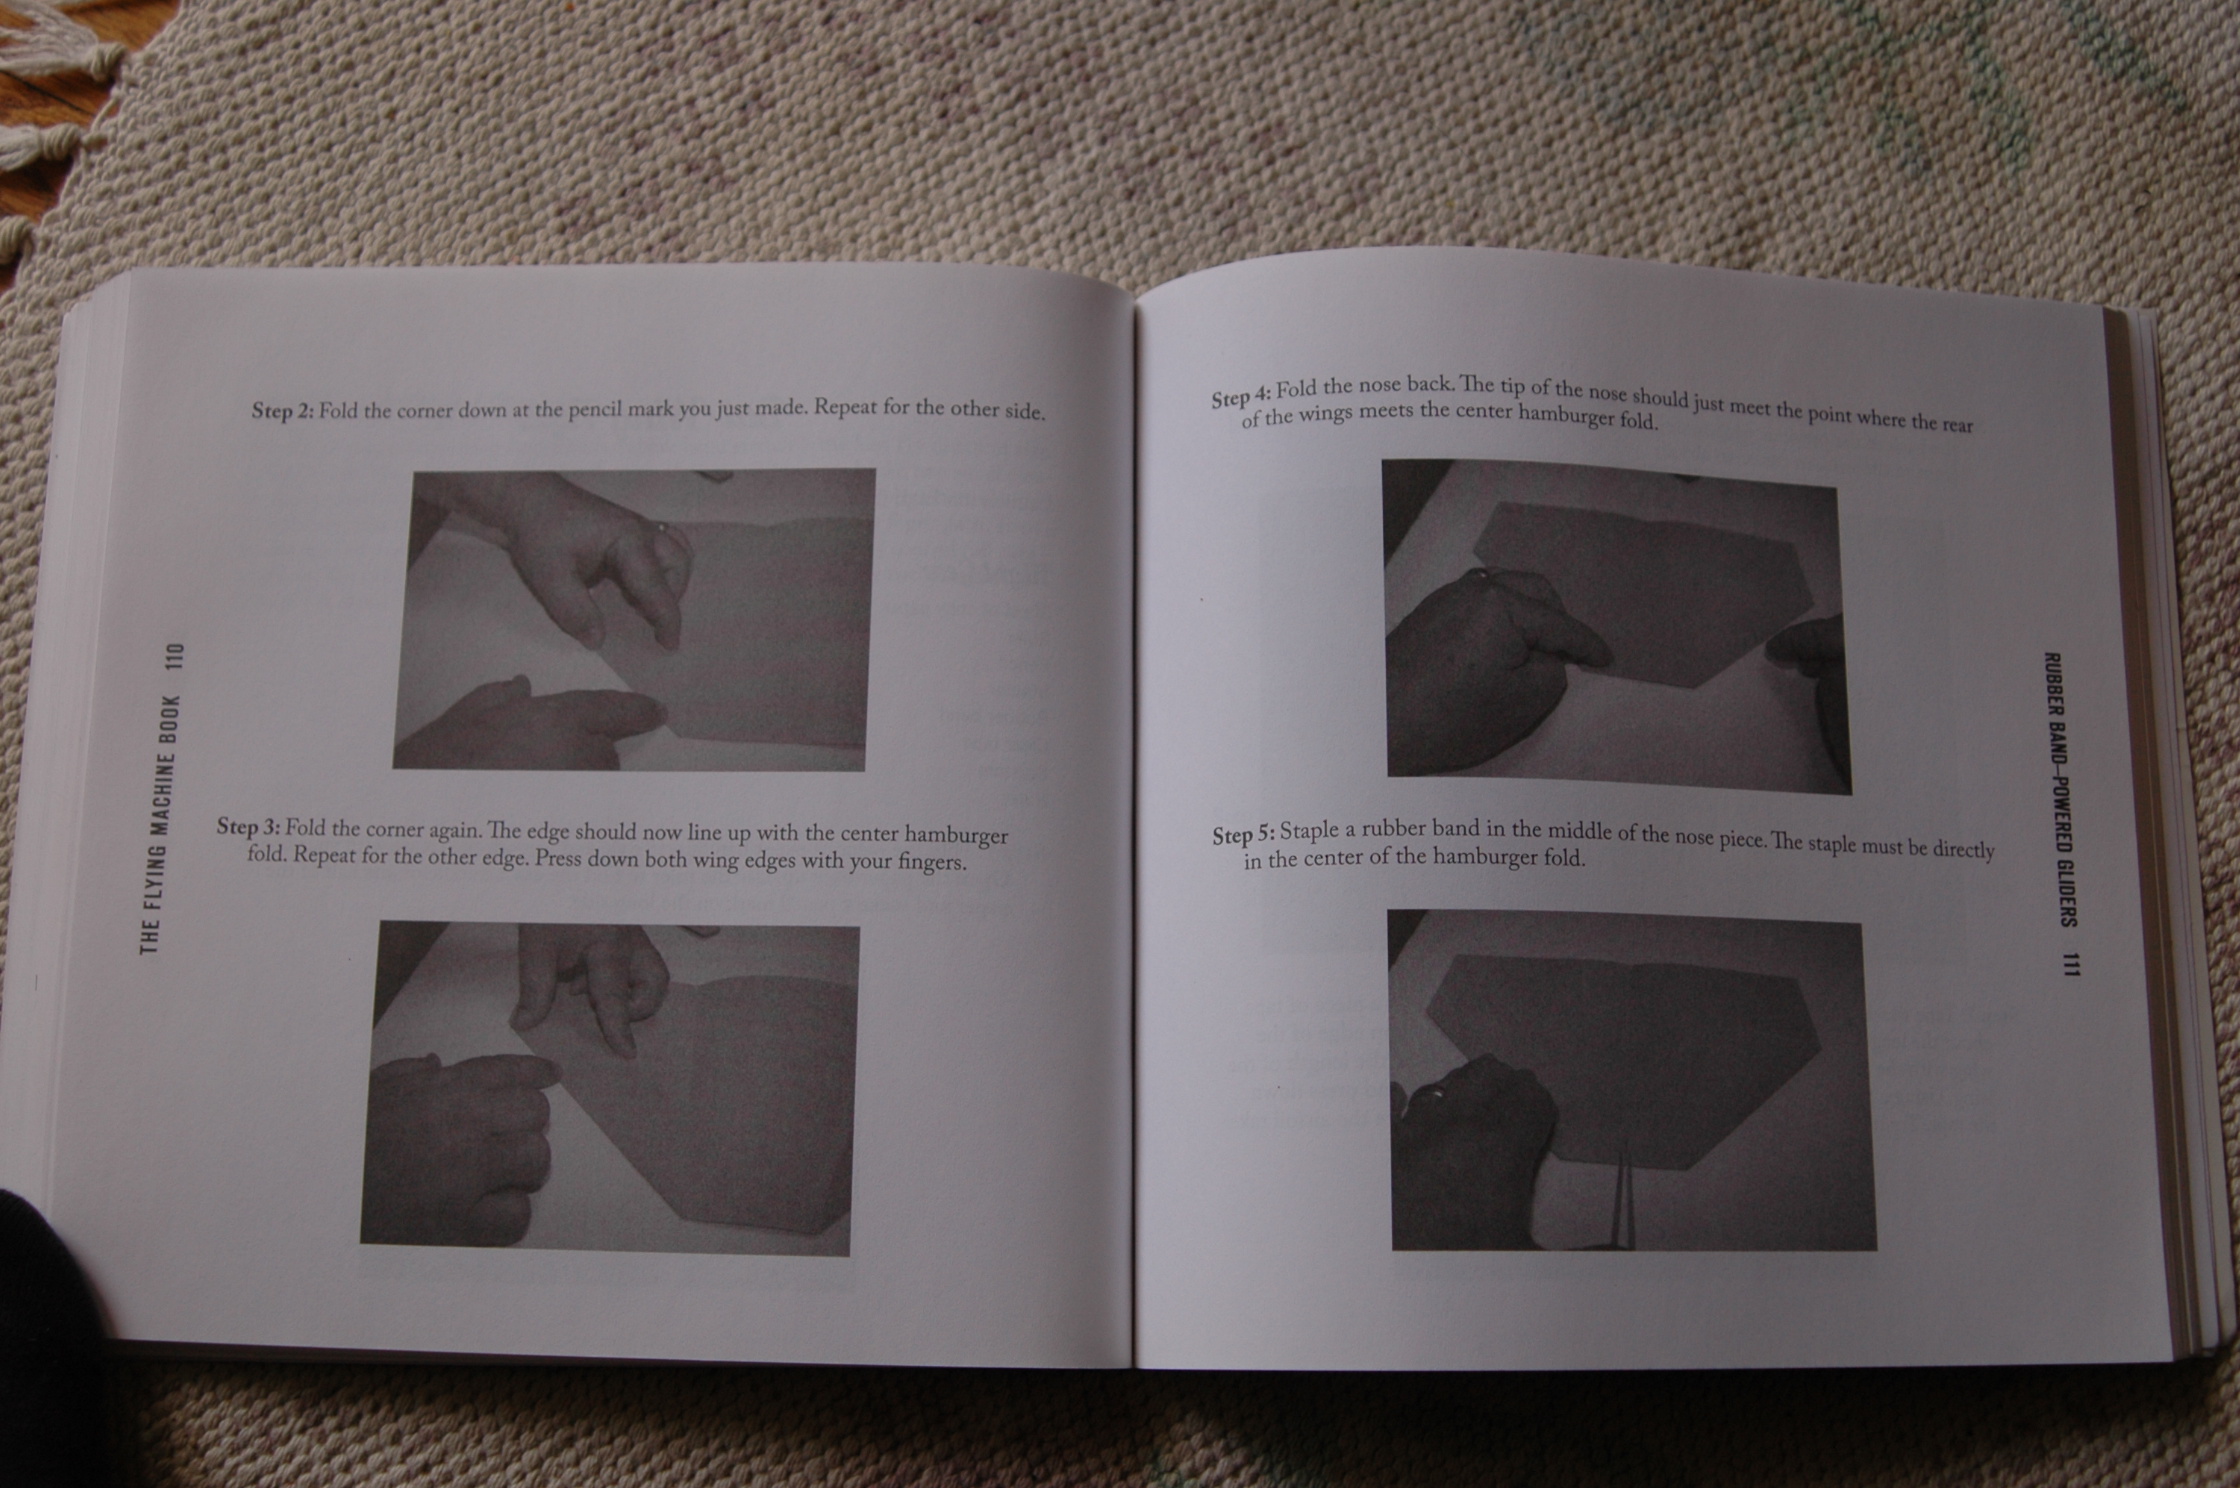 Step 2: Fold the corner down at the pencil mark you just made. Repeat for the other side.
Step 3: Fold the corner again. The edge should now line up with the center hamburger
fold. Repeat for the other edge. Press down both wing edges with your fingers.
THE FLYING MACHINE BOOK 110
Step 4: Fold the nose back. The tip of the nose should just meet the point where the rear
of the wings meets the center hamburger fold.
Step 5: Staple a rubber band in the middle of the nose piece. The staple must be directly
in the center of the hamburger fold.
RUBBER BAND–POWERED GLIDERS 111